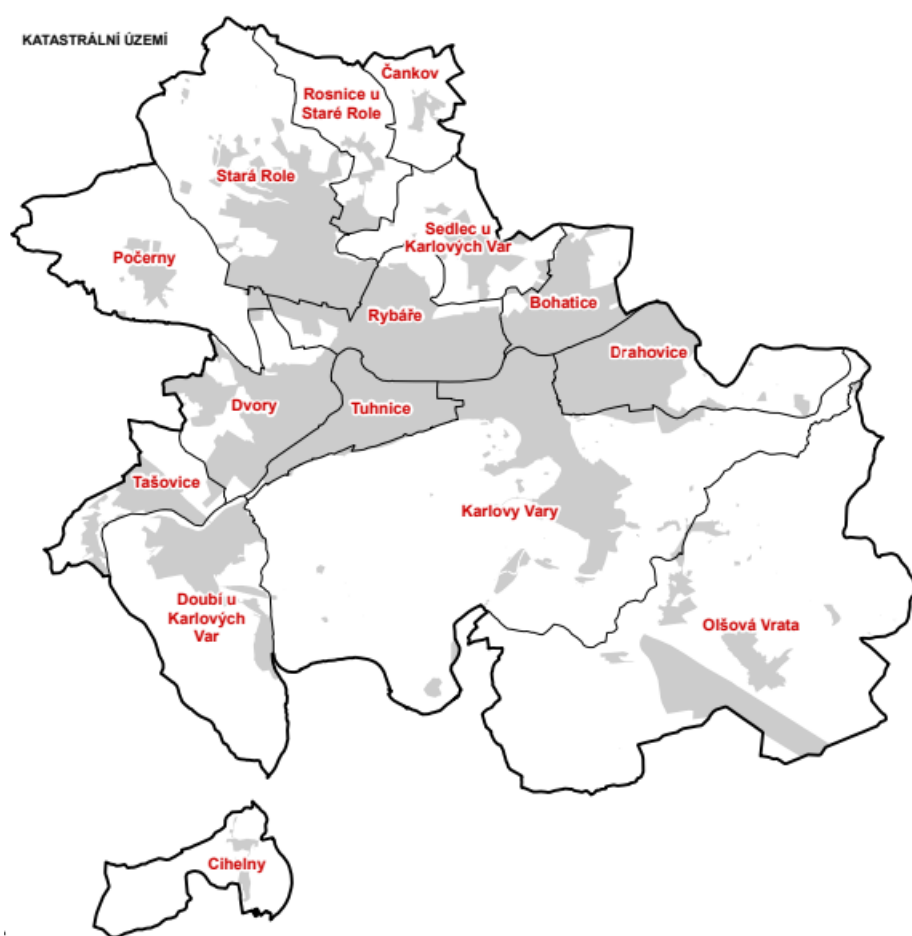 KATASTRÁLNÍ ÚZEMÍ
Čankov
Rosnice u
Staré Role
Stará Role
Sedlec u
Karlových Var
Počerny
Bohatice
Rybáře
Drahovice
Dvory
Tuhnice
Tašovice
Karlovy Vary
Doubí u
Karlových
Var
Olšová Vrata
Cihelny